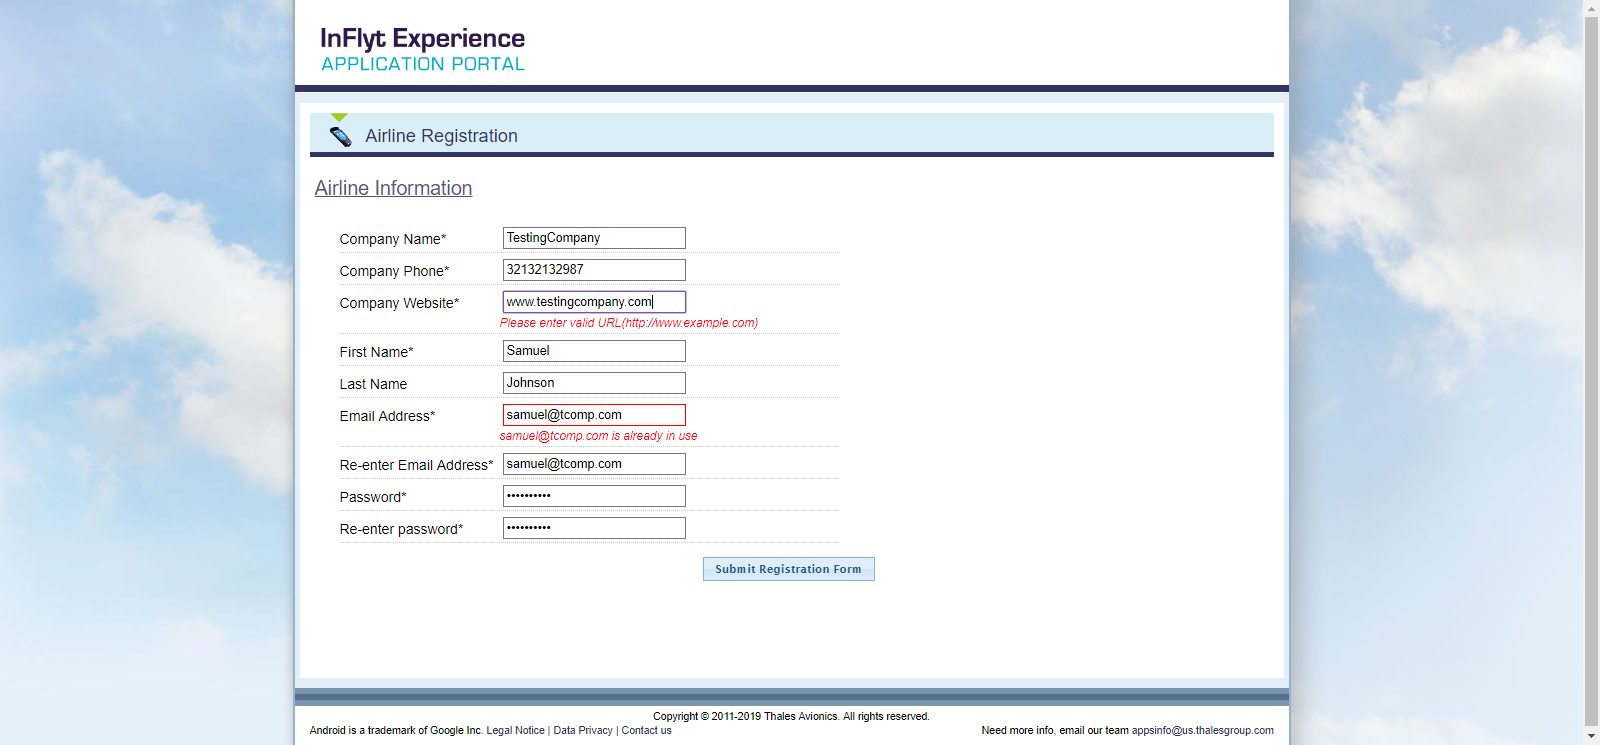 InFlyt Experience
APPLICATION PORTAL
Airline Registration
Airline Information
Company Name* TestingCompany
Company Phone* 32132132987
Company Website* www.testingcompany.com
Please enter valid URL(http://www.example.com)
First Name* Samuel
Last Name Johnson
Email Address* samuel@tcomp.com
samuel@tcomp.com is already in use
Re-enter Email Address* samuel@tcomp.com
Password* ••••••••••
Re-enter password* ••••••••••
Submit Registration Form
Copyright © 2011-2019 Thales Avionics. All rights reserved.
Android is a trademark of Google Inc. Legal Notice | Data Privacy | Contact us Need more info, email our team appsinfo@us.thalesgroup.com